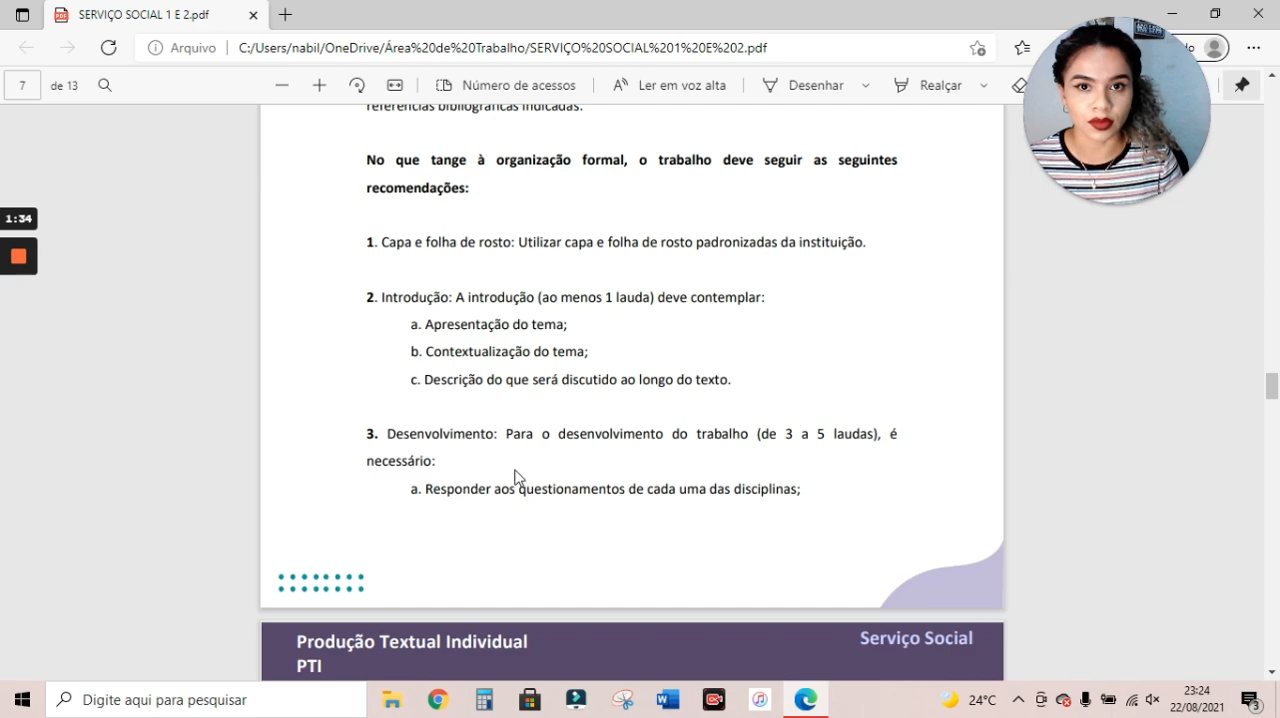 SERVIÇO SOCIAL 1 E 2.pdf
Arquivo C:/Users/nabil/OneDrive/Área%20de%20Trabalho/SERVIÇO%20SOCIAL%201%20E%202.pdf
7 de 13 Número de acessos Ler em voz alta Desenhar Realçar
referências bibliográficas indicadas.
No que tange à organização formal, o trabalho deve seguir as seguintes
recomendações:
1:34
1. Capa e folha de rosto: Utilizar capa e folha de rosto padronizadas da instituição.
2. Introdução: A introdução (ao menos 1 lauda) deve contemplar:
a. Apresentação do tema;
b. Contextualização do tema;
c. Descrição do que será discutido ao longo do texto.
3. Desenvolvimento: Para o desenvolvimento do trabalho (de 3 a 5 laudas), é
necessário:
a. Responder aos questionamentos de cada uma das disciplinas;
Produção Textual Individual
PTI
Serviço Social
Digite aqui para pesquisar
24°C
23:24
22/08/2021
3